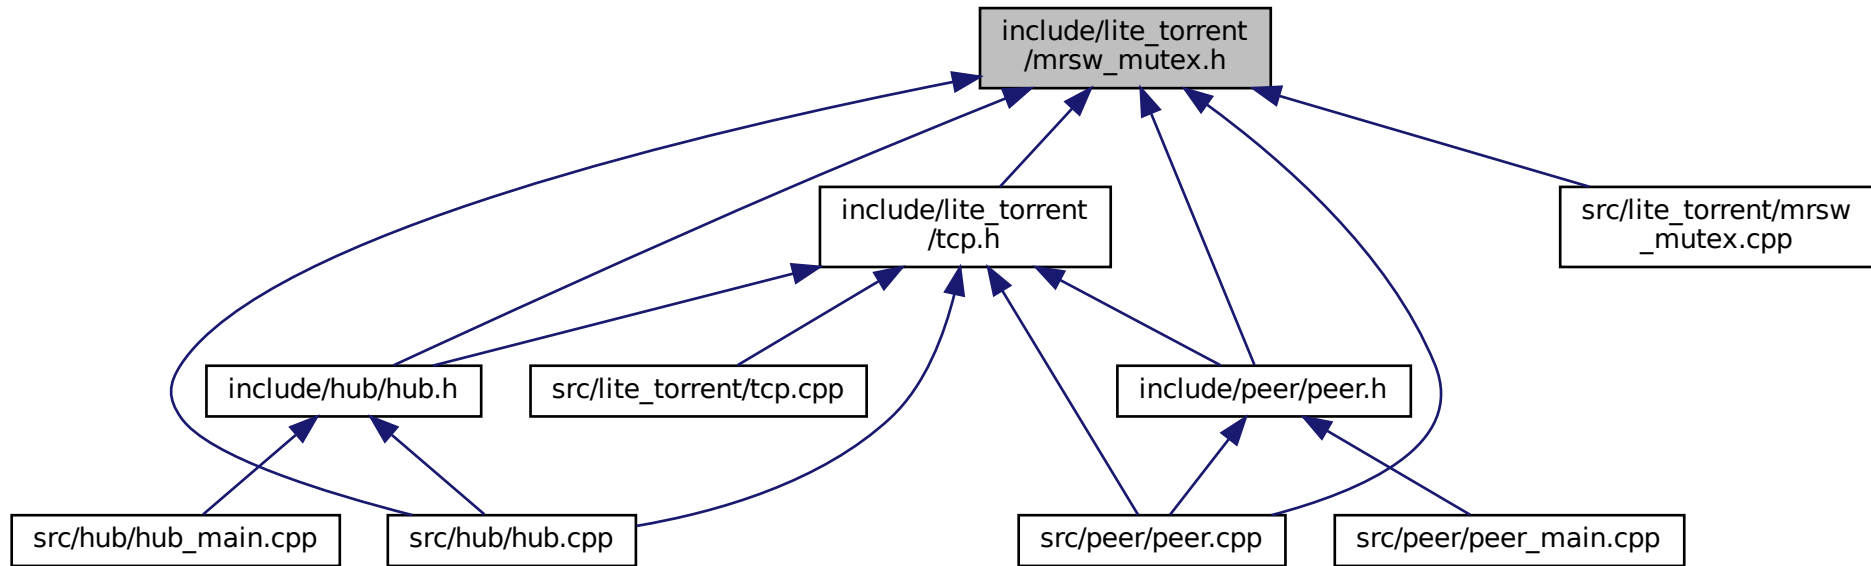 include/lite_torrent
/mrsw_mutex.h
include/lite_torrent
/tcp.h
src/lite_torrent/mrsw
_mutex.cpp
include/hub/hub.h
src/lite_torrent/tcp.cpp
include/peer/peer.h
src/hub/hub_main.cpp
src/hub/hub.cpp
src/peer/peer.cpp
src/peer/peer_main.cpp